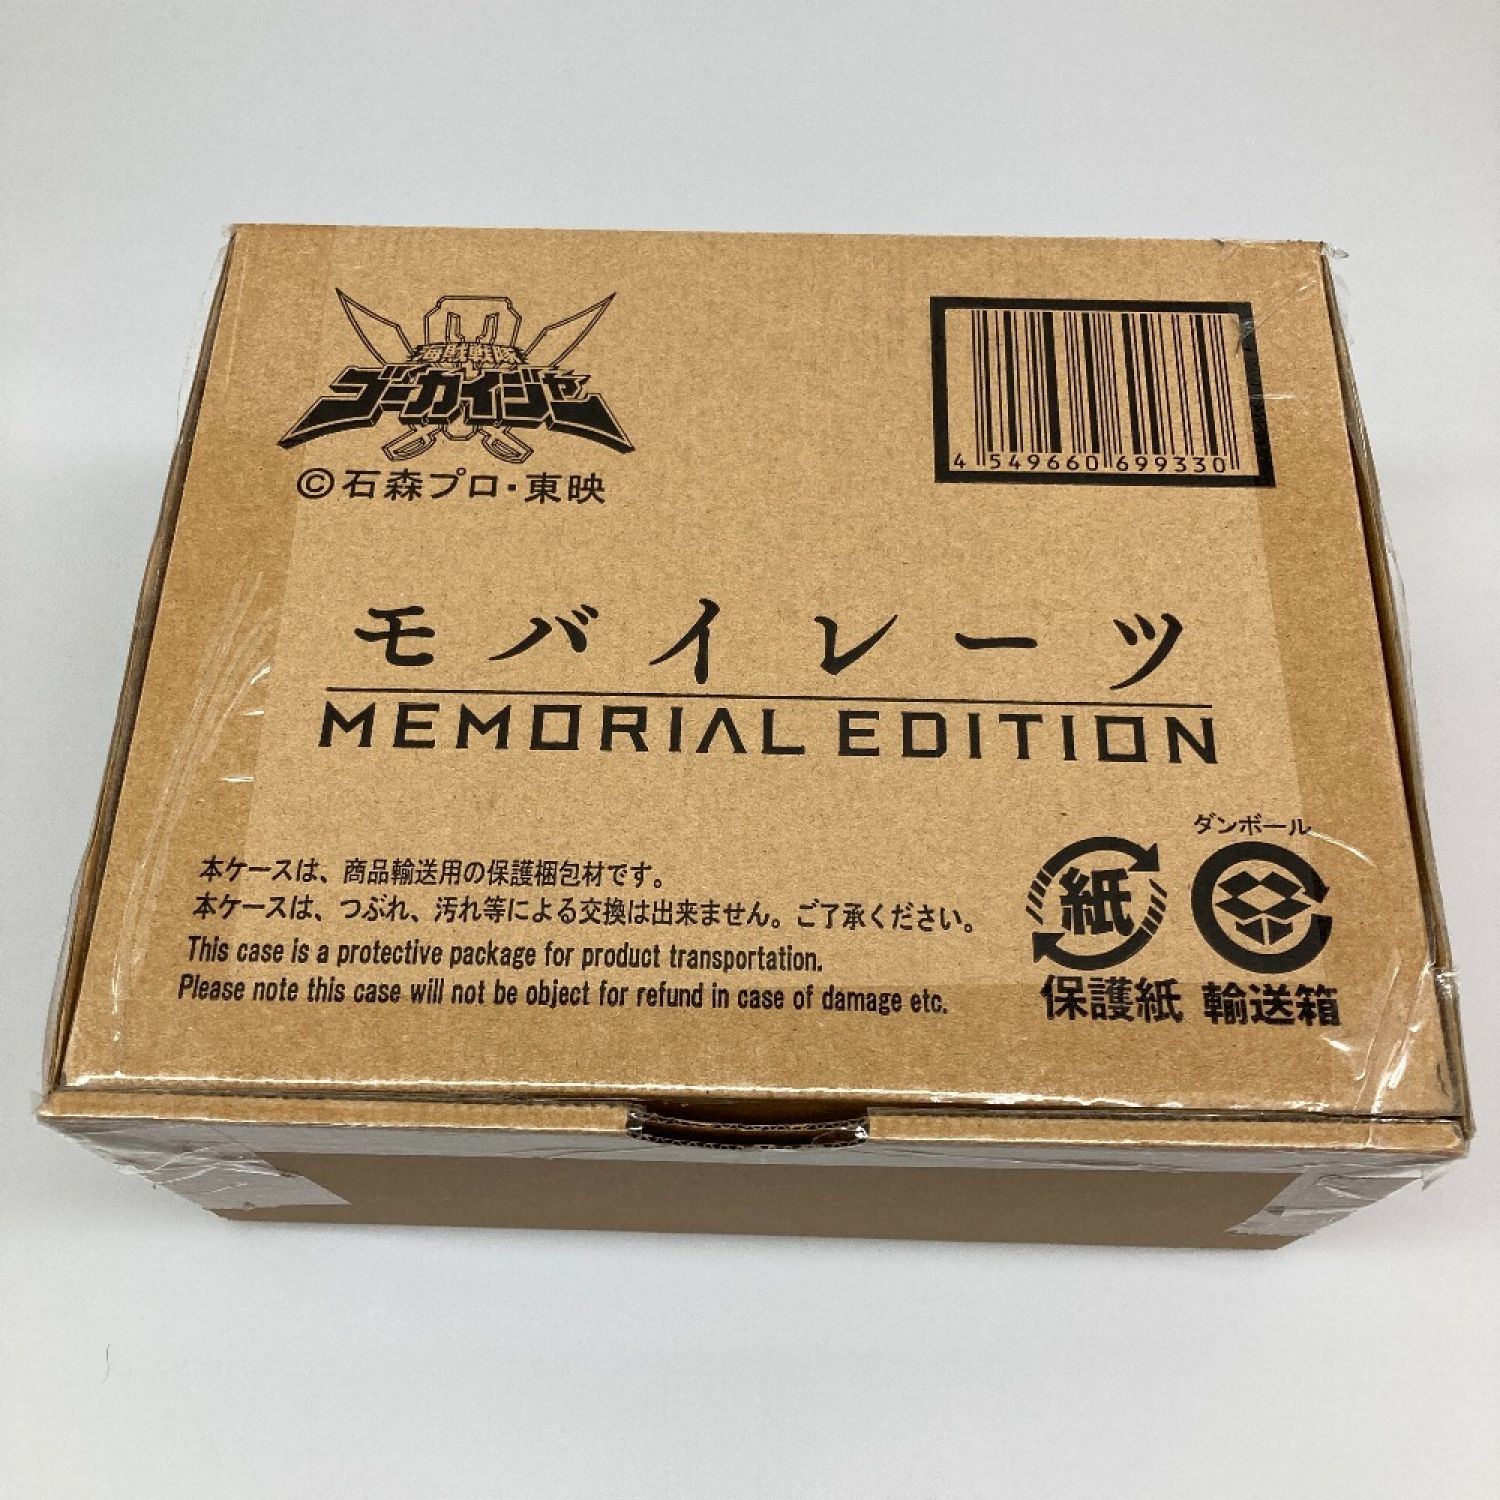 海賊戦隊
ゴーカイジャー
©石森プロ・東映
4 549660 699330
モバイレーツ
MEMORIAL EDITION
本ケースは、商品輸送用の保護梱包材です。
本ケースは、つぶれ、汚れ等による交換は出来ません。ご了承ください。
This case is a protective package for product transportation.
Please note this case will not be object for refund in case of damage etc.
紙
保護紙
ダンボール
輸送箱